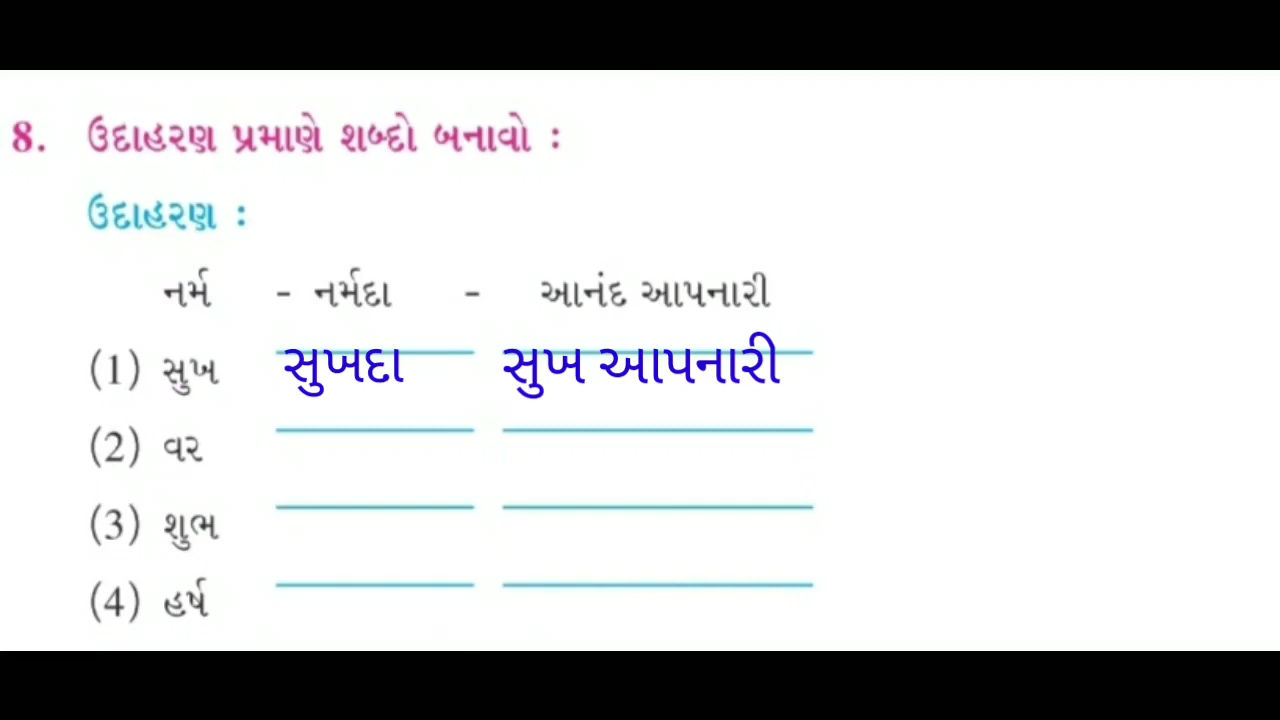 8. ઉદાહરણ પ્રમાણે શબ્દો બનાવો :
ઉદાહરણ :
નર્મ - નર્મદા - આનંદ આપનારી
(1) સુખ સુખદા સુખ આપનારી
(2) વર
(3) શુભ
(4) હર્ષ